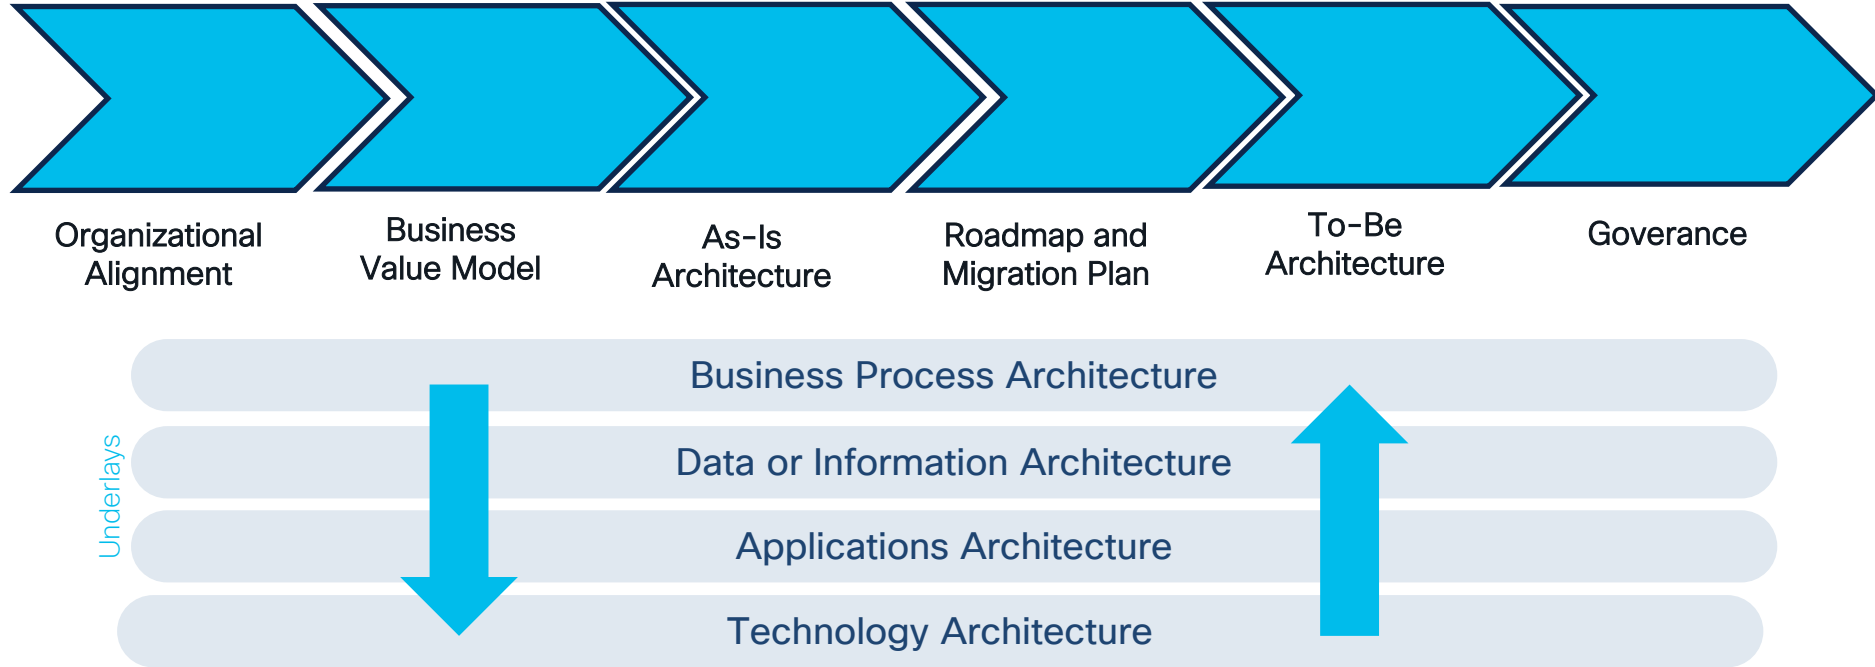 Organizational
Alignment
Business
Value Model
As-Is
Architecture
Roadmap and
Migration Plan
To-Be
Architecture
Goverance
Underlays
Business Process Architecture
Data or Information Architecture
Applications Architecture
Technology Architecture